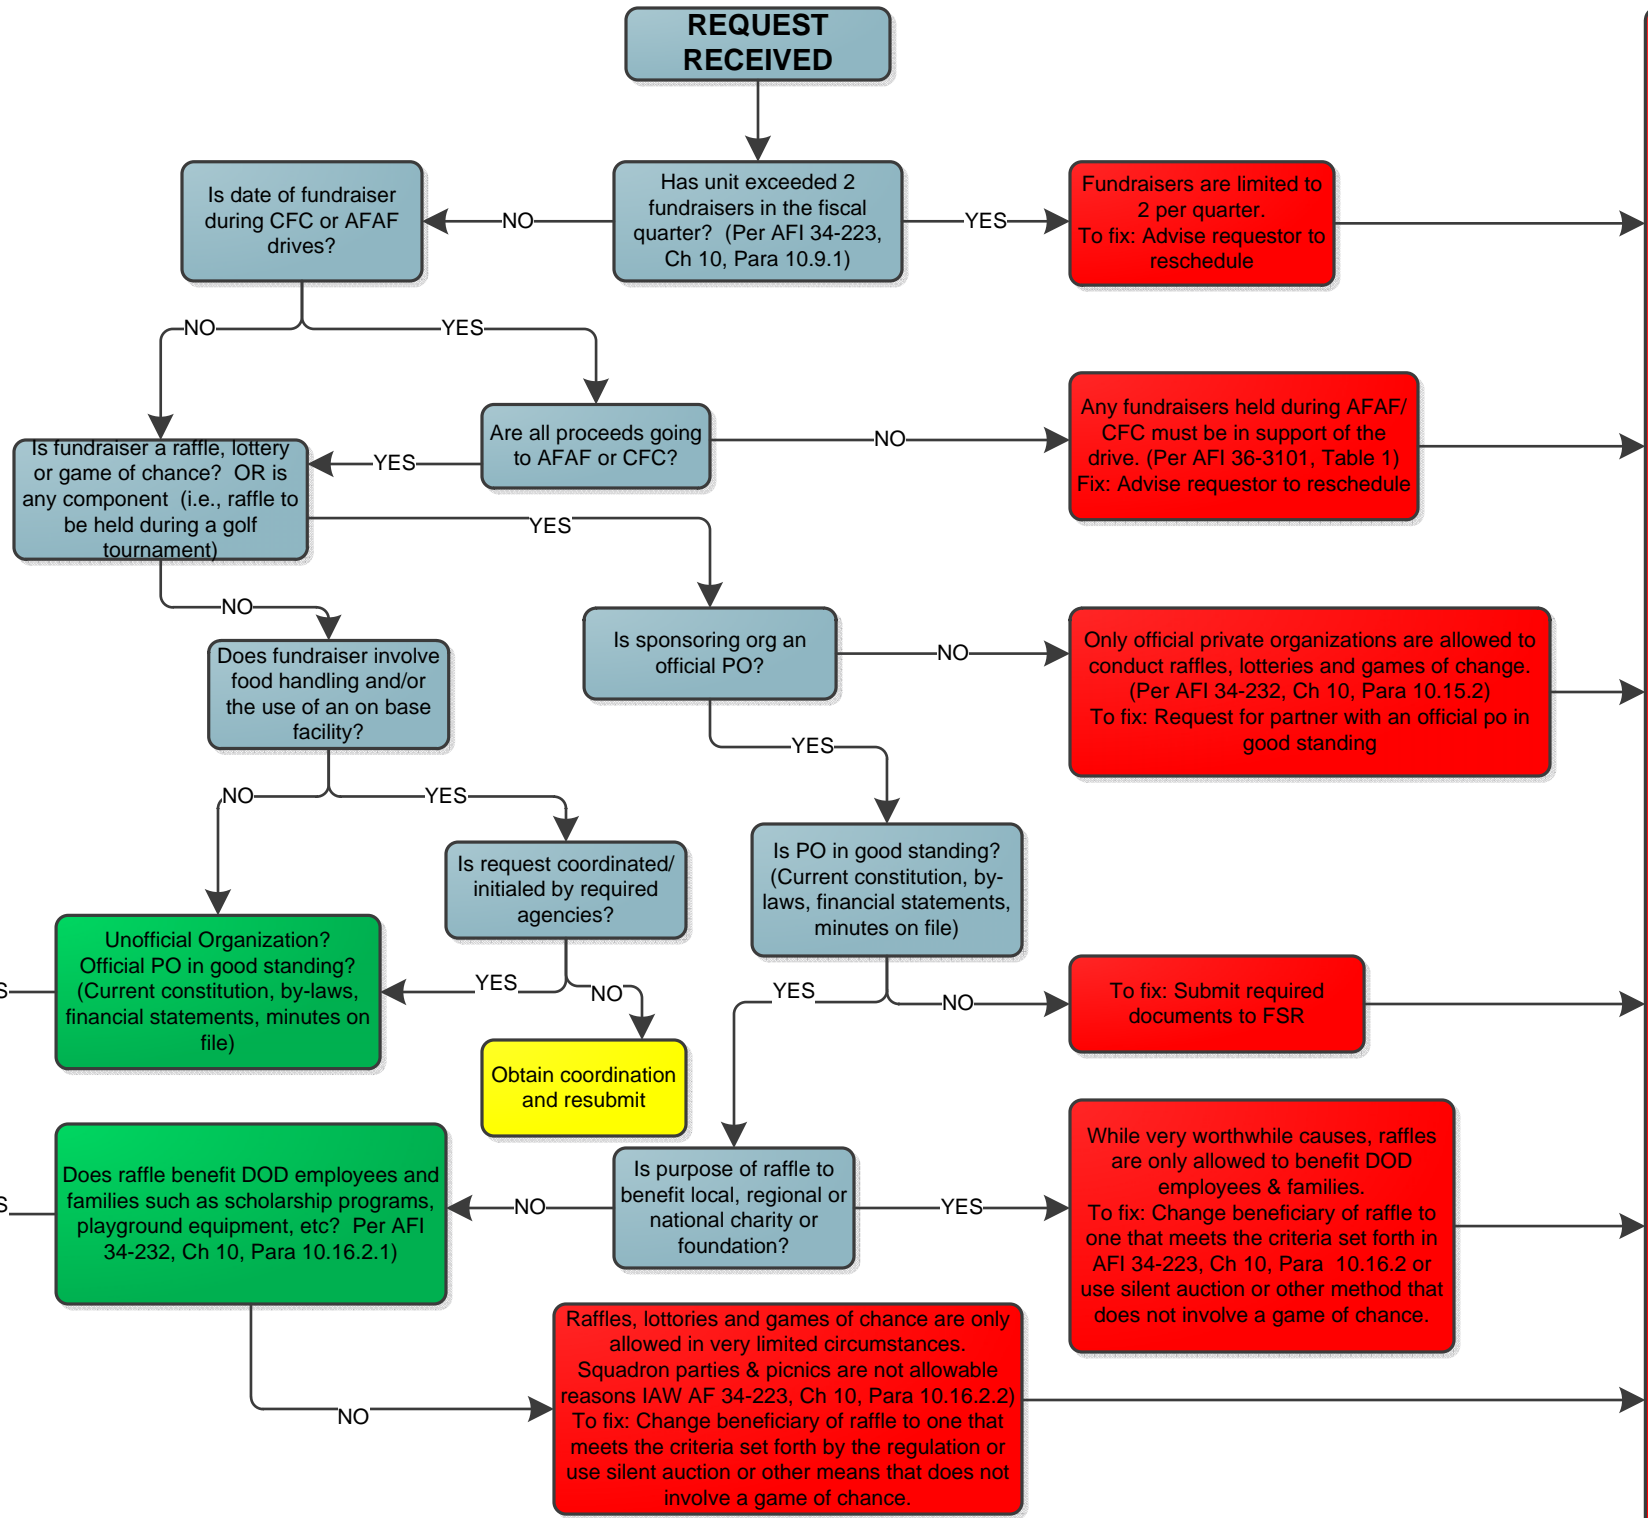 REQUEST
RECEIVED
Is date of fundraiser
during CFC or AFAF
drives?
NO
Has unit exceeded 2
fundraisers in the fiscal
quarter?  (Per AFI 34-223,
Ch 10, Para 10.9.1)
YES
Fundraisers are limited to
2 per quarter.
To fix: Advise requestor to
reschedule
NO
YES
Is fundraiser a raffle, lottery
or game of chance?  OR is
any component  (i.e., raffle to
be held during a golf
tournament)
YES
Are all proceeds going
to AFAF or CFC?
NO
Any fundraisers held during AFAF/
CFC must be in support of the
drive. (Per AFI 36-3101, Table 1)
Fix: Advise requestor to reschedule
YES
NO
Does fundraiser involve
food handling and/or
the use of an on base
facility?
Is sponsoring org an
official PO?
NO
Only official private organizations are allowed to
conduct raffles, lotteries and games of change.
(Per AFI 34-232, Ch 10, Para 10.15.2)
To fix: Request for partner with an official po in
good standing
YES
NO
YES
Is request coordinated/
initialed by required
agencies?
Is PO in good standing?
(Current constitution, by-
laws, financial statements,
minutes on file)
S
Unofficial Organization?
Official PO in good standing?
(Current constitution, by-laws,
financial statements, minutes on
file)
YES
NO
YES
NO
To fix: Submit required
documents to FSR
Obtain coordination
and resubmit
S
Does raffle benefit DOD employees and
families such as scholarship programs,
playground equipment, etc?  Per AFI
34-232, Ch 10, Para 10.16.2.1)
NO
Is purpose of raffle to
benefit local, regional or
national charity or
foundation?
YES
While very worthwhile causes, raffles
are only allowed to benefit DOD
employees & families.
To fix: Change beneficiary of raffle to
one that meets the criteria set forth in
AFI 34-223, Ch 10, Para  10.16.2 or
use silent auction or other method that
does not involve a game of chance.
NO
Raffles, lottories and games of chance are only
allowed in very limited circumstances.
Squadron parties & picnics are not allowable
reasons IAW AF 34-223, Ch 10, Para 10.16.2.2)
To fix: Change beneficiary of raffle to one that
meets the criteria set forth by the regulation or
use silent auction or other means that does not
involve a game of chance.